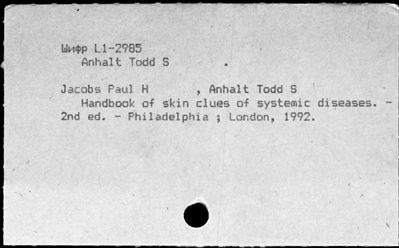 Шифр L1-2985
Anhalt Todd S .
Jacobs Paul H , Anhalt Todd S
Handbook of skin clues of systemic diseases. -
2nd ed. - Philadelphia ; London, 1992.